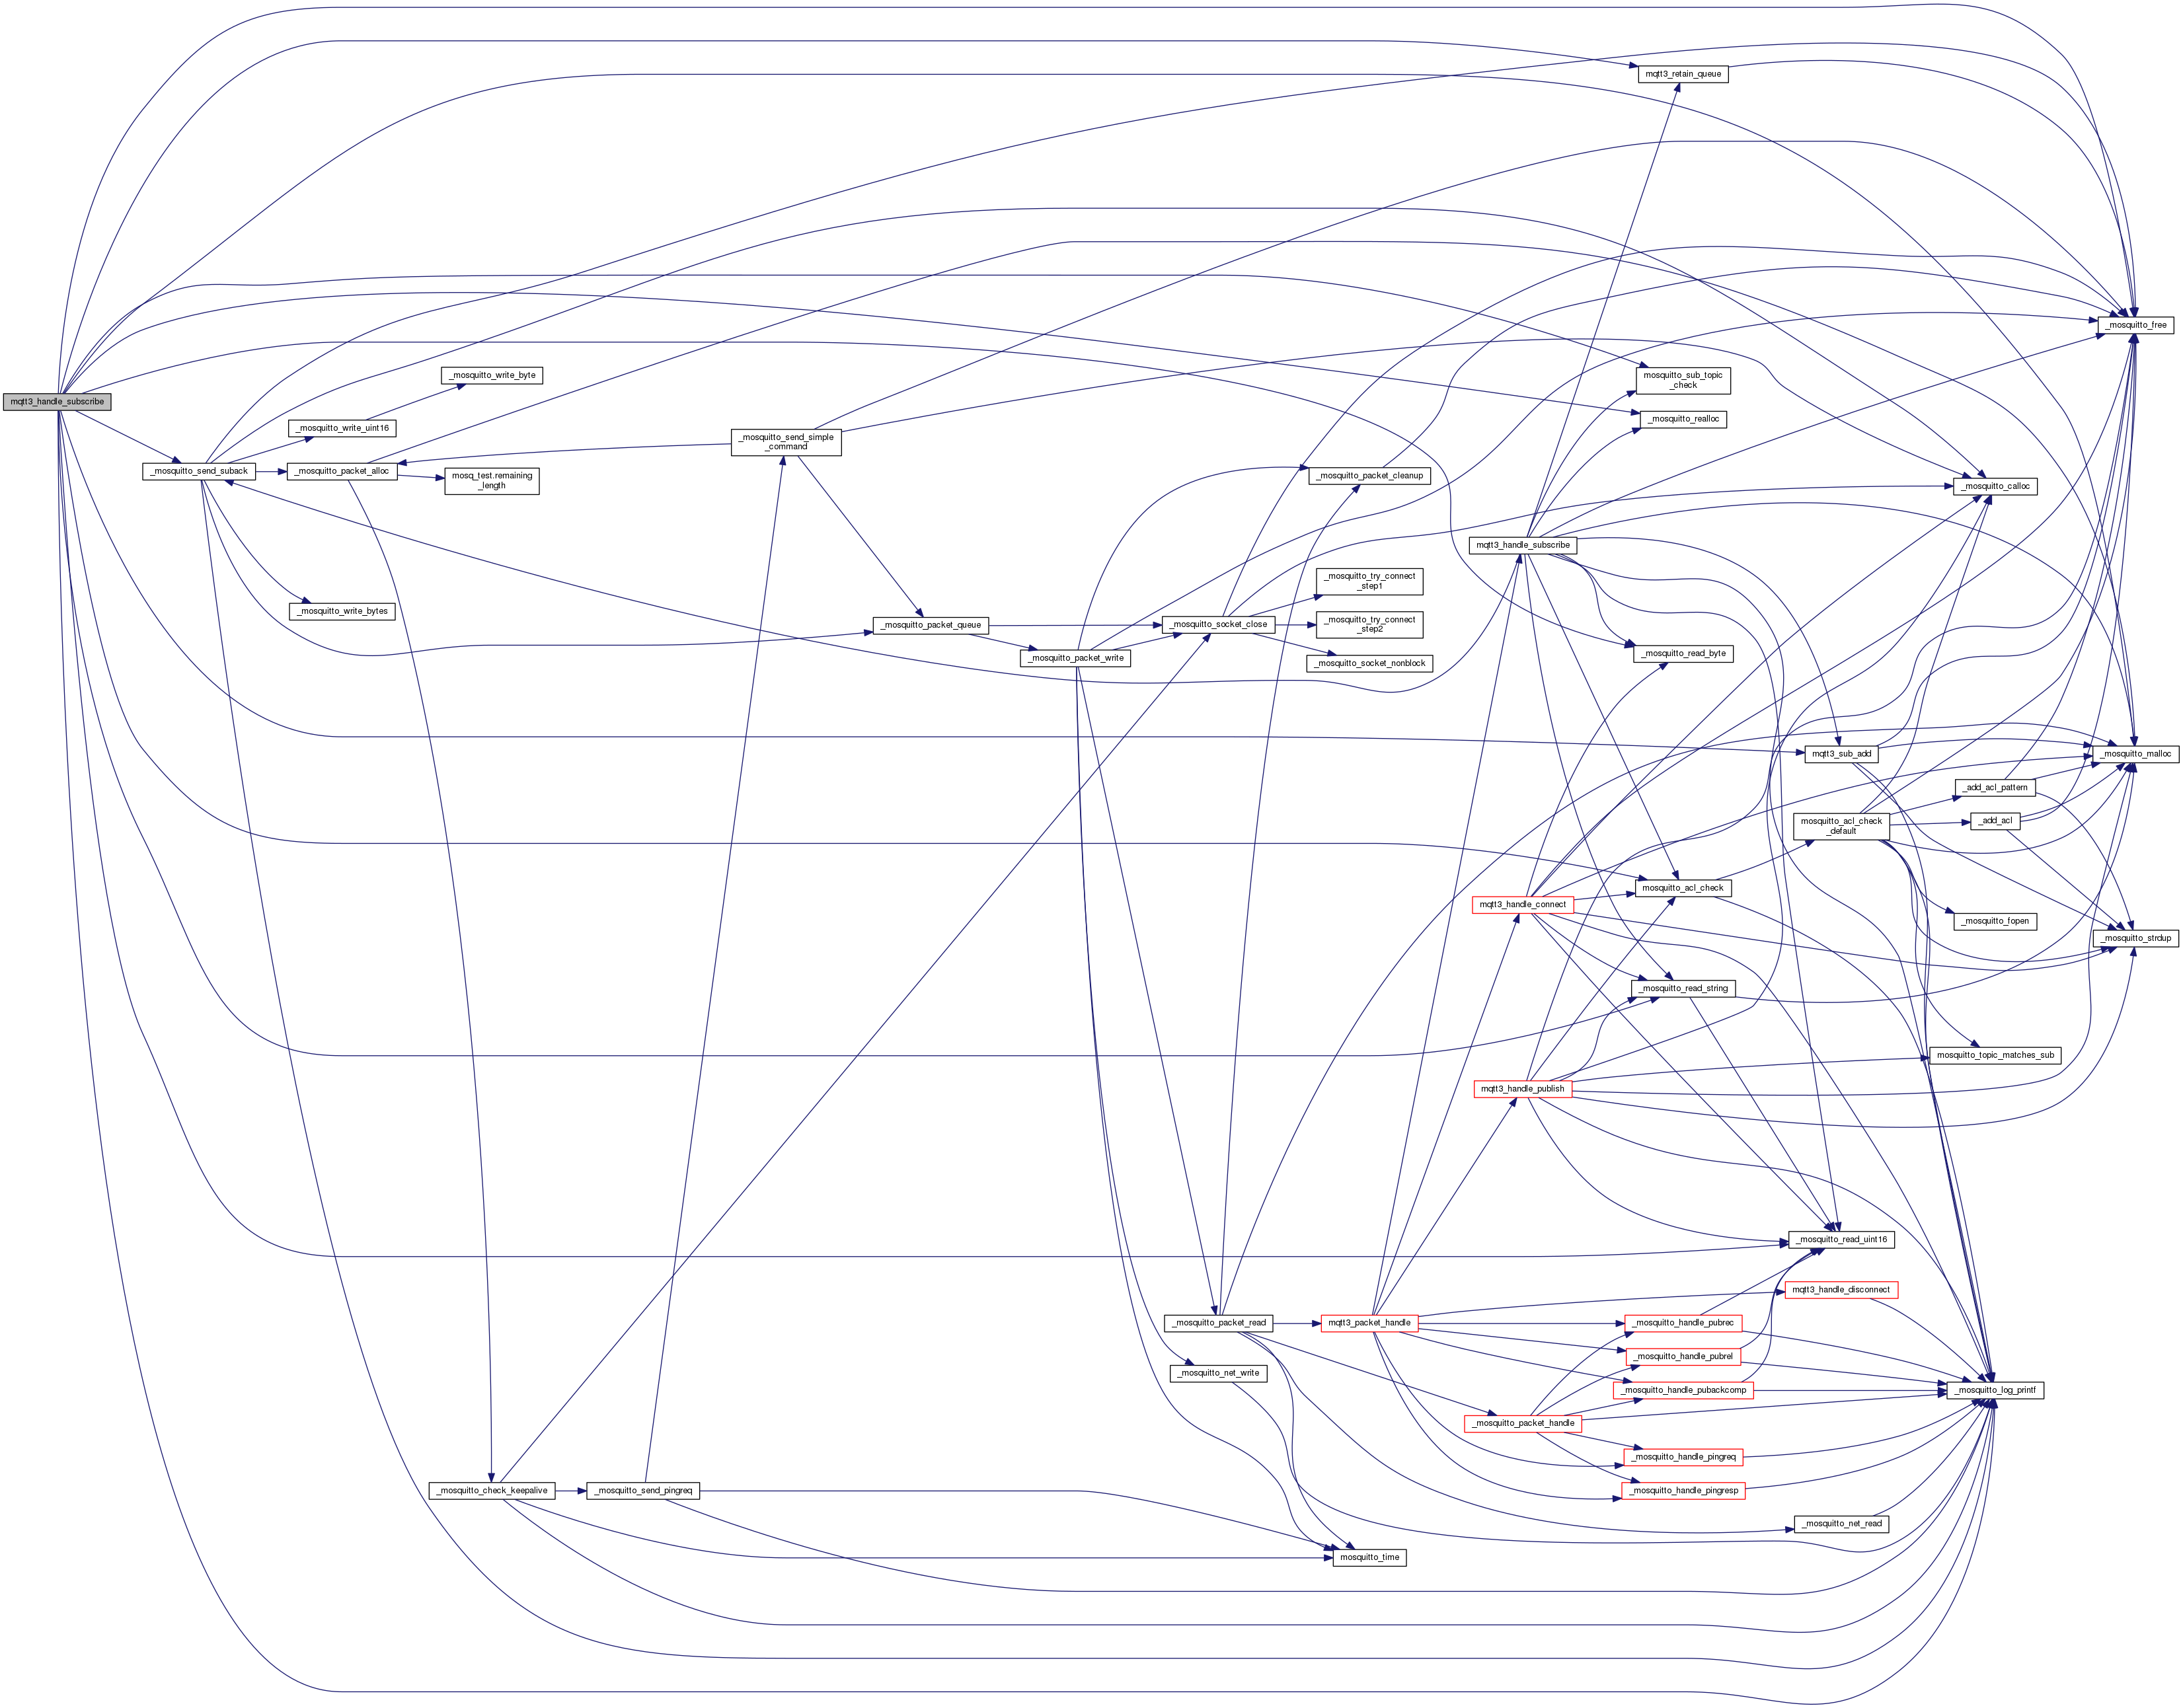 mqtt3_retain_queue
_mosquitto_free
_mosquitto_write_byte
mosquitto_sub_topic
_check
mqtt3_handle_subscribe
_mosquitto_realloc
_mosquitto_write_uint16
_mosquitto_send_simple
_command
_mosquitto_send_suback
_mosquitto_packet_alloc
mosq_test.remaining
_length
_mosquitto_packet_cleanup
_mosquitto_calloc
mqtt3_handle_subscribe
_mosquitto_try_connect
_step1
_mosquitto_write_bytes
_mosquitto_packet_queue
_mosquitto_socket_close
_mosquitto_try_connect
_step2
_mosquitto_packet_write
_mosquitto_socket_nonblock
_mosquitto_read_byte
mqtt3_sub_add
_mosquitto_malloc
_add_acl_pattern
mosquitto_acl_check
_default
_add_acl
mosquitto_acl_check
mqtt3_handle_connect
_mosquitto_fopen
_mosquitto_strdup
_mosquitto_read_string
mosquitto_topic_matches_sub
mqtt3_handle_publish
_mosquitto_read_uint16
mqtt3_handle_disconnect
_mosquitto_packet_read
mqtt3_packet_handle
_mosquitto_handle_pubrec
_mosquitto_handle_pubrel
_mosquitto_net_write
_mosquitto_handle_pubackcomp
_mosquitto_log_printf
_mosquitto_packet_handle
_mosquitto_handle_pingreq
_mosquitto_check_keepalive
_mosquitto_send_pingreq
_mosquitto_handle_pingresp
_mosquitto_net_read
mosquitto_time